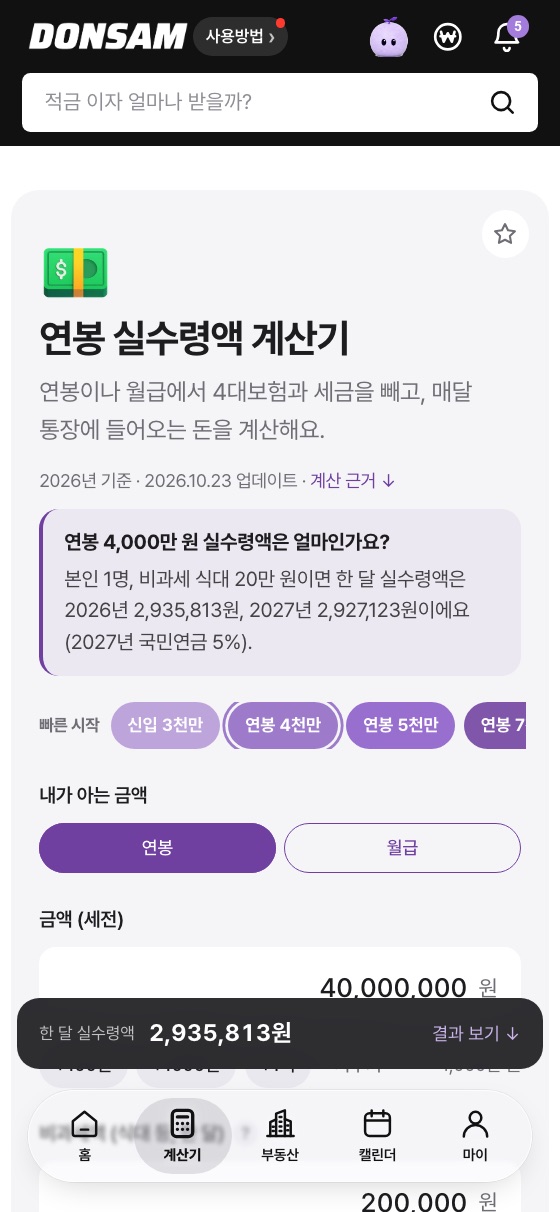 DONSAM 사용방법 › 5
적금 이자 얼마나 받을까?
연봉 실수령액 계산기
연봉이나 월급에서 4대보험과 세금을 빼고, 매달
통장에 들어오는 돈을 계산해요.
2026년 기준 · 2026.10.23 업데이트 · 계산 근거 ↓
연봉 4,000만 원 실수령액은 얼마인가요?
본인 1명, 비과세 식대 20만 원이면 한 달 실수령액은
2026년 2,935,813원, 2027년 2,927,123원이에요
(2027년 국민연금 5%).
빠른 시작 신입 3천만 연봉 4천만 연봉 5천만 연봉 7
내가 아는 금액
연봉 월급
금액 (세전)
40,000,000 원
한 달 실수령액 2,935,813원 결과 보기 ↓
홈 계산기 부동산 캘린더 마이
200,000 원